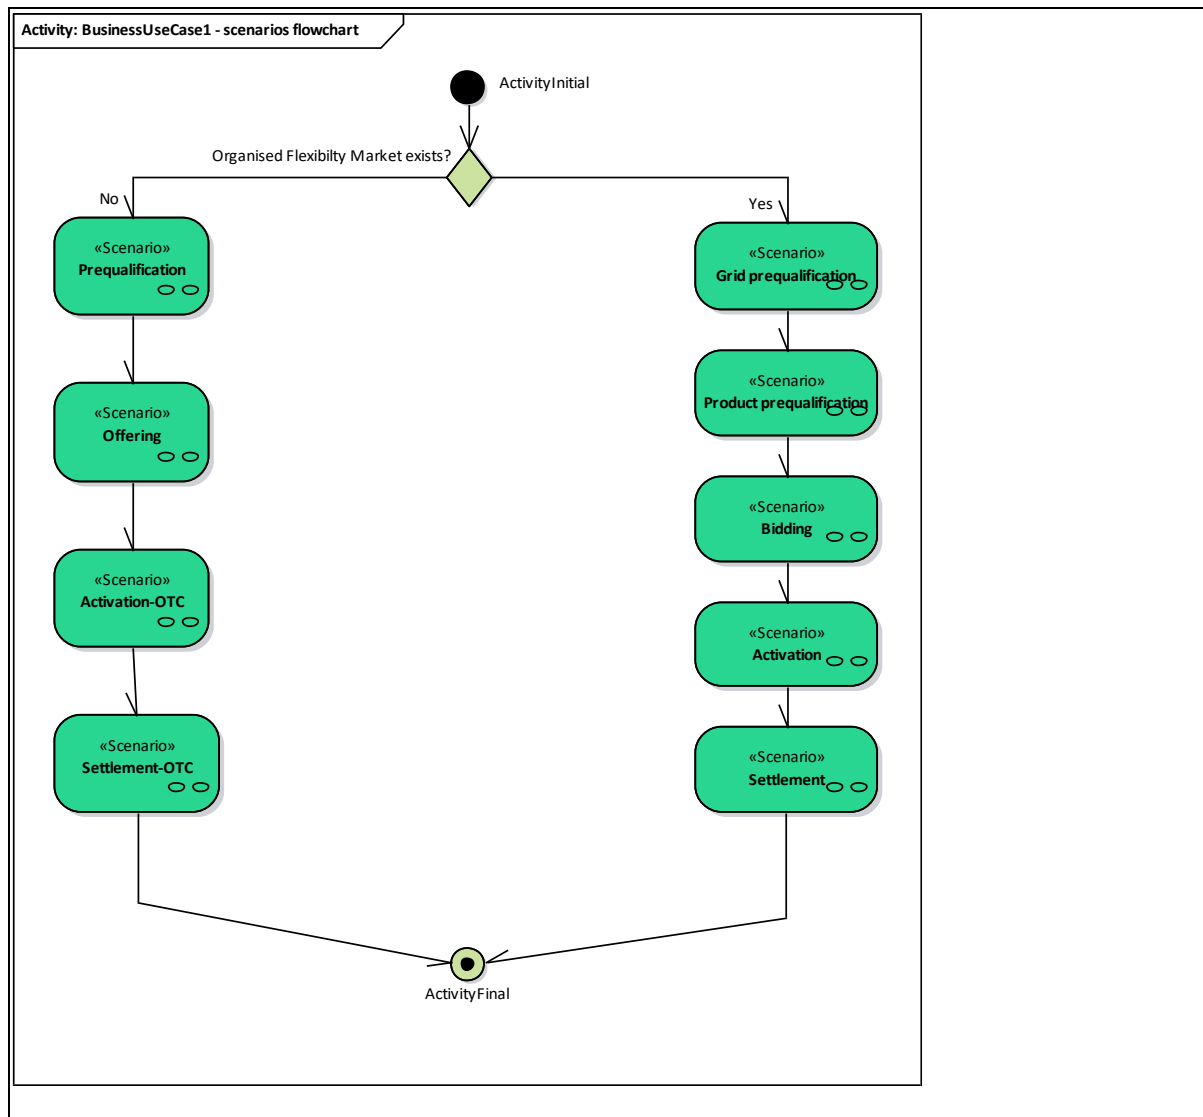 Activity: BusinessUseCase1 - scenarios flowchart
ActivityInitial
Organised Flexibilty Market exists?
No
Yes
«Scenario»
Prequalification
«Scenario»
Offering
«Scenario»
Activation-OTC
«Scenario»
Settlement-OTC
«Scenario»
Grid prequalification
«Scenario»
Product prequalification
«Scenario»
Bidding
«Scenario»
Activation
«Scenario»
Settlement
ActivityFinal